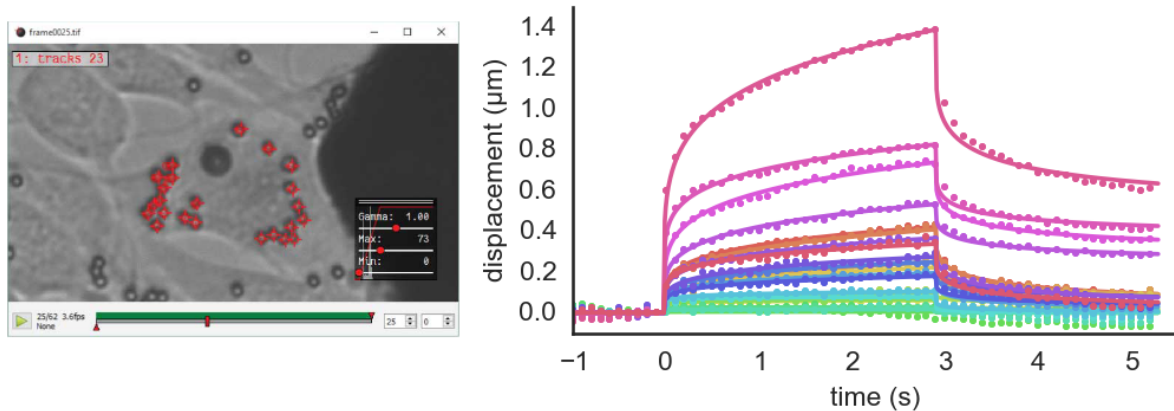 frame0025.tif
1: tracks 23
Gamma: 1.00
Max: 73
Min: 0
25/62 3.6fps
None
25
0
displacement (μm)
1.4
1.2
1.0
0.8
0.6
0.4
0.2
0.0
−1 0 1 2 3 4 5
time (s)